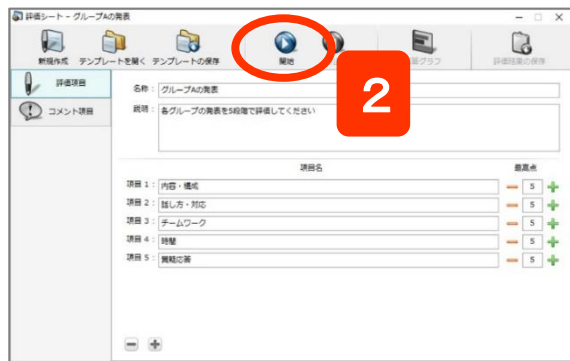 評価シート - グループAの発表
新規作成 テンプレートを開く テンプレートの保存 開始 グラフ 評価結果の保存
2
評価項目
コメント項目
名称: グループAの発表
説明: 各グループの発表を5段階で評価してください
項目名 最高点
項目 1: 内容・構成 5
項目 2: 話し方・対応 5
項目 3: チームワーク 5
項目 4: 時間 5
項目 5: 質疑応答 5